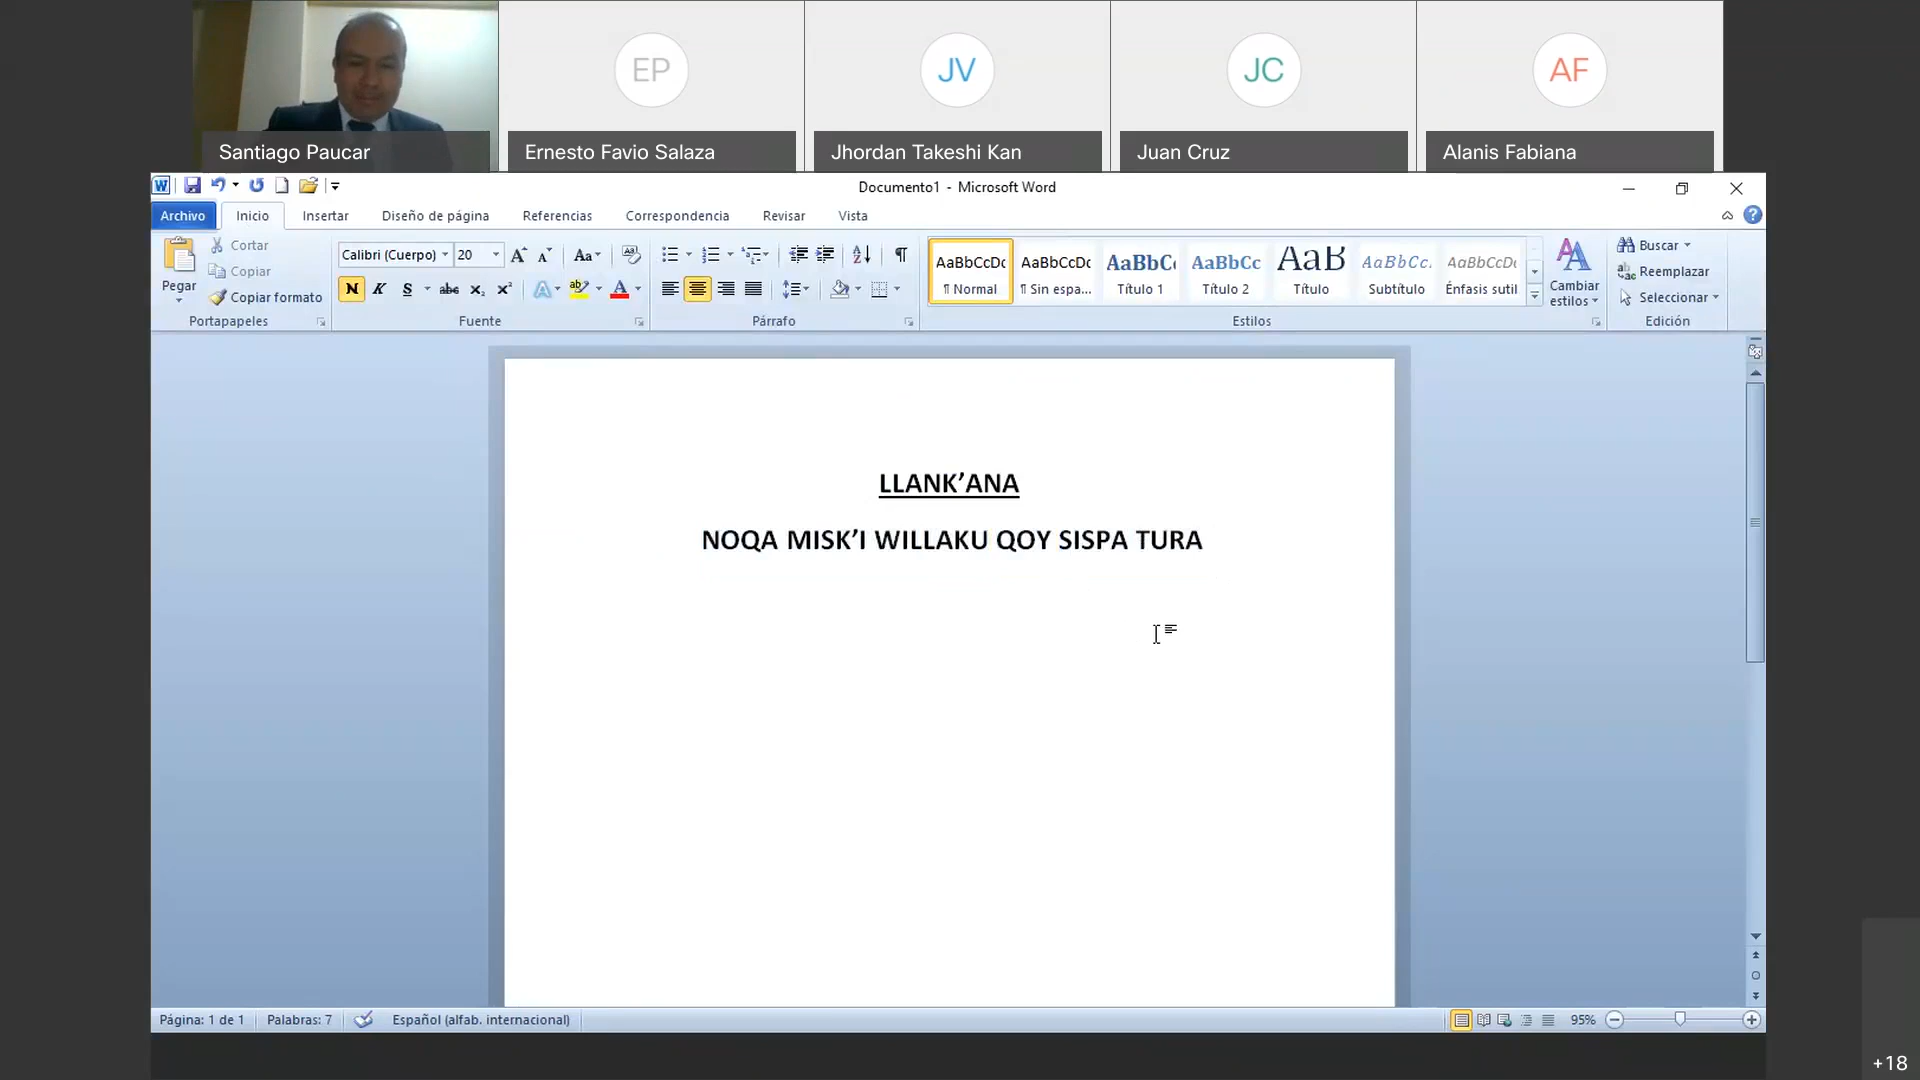 EP
JV
JC
AF
Santiago Paucar
Ernesto Favio Salaza
Jhordan Takeshi Kan
Juan Cruz
Alanis Fabiana
Documento1 - Microsoft Word
Archivo Inicio Insertar Diseño de página Referencias Correspondencia Revisar Vista
Pegar
Cortar
Copiar
Copiar formato
Portapapeles
Calibri (Cuerpo) 20
Fuente
Párrafo
AaBbCcDc AaBbCcDc AaBbC AaBbCc AaB AaBbCc. AaBbCcDc
¶ Normal ¶ Sin espa... Título 1 Título 2 Título Subtítulo Énfasis sutil
Estilos
Cambiar
estilos
Buscar
Reemplazar
Seleccionar
Edición
LLANK’ANA
NOQA MISK’I WILLAKU QOY SISPA TURA
Página: 1 de 1 Palabras: 7 Español (alfab. internacional) 95%
+18